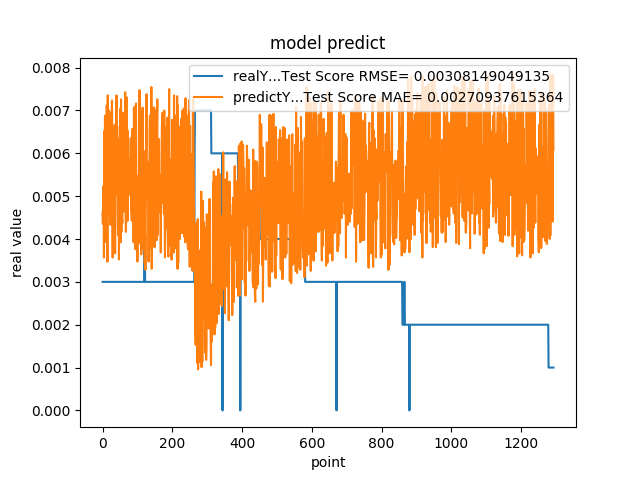 model predict
realY...Test Score RMSE= 0.00308149049135
predictY...Test Score MAE= 0.00270937615364
real value
0.008
0.007
0.006
0.005
0.004
0.003
0.002
0.001
0.000
0 200 400 600 800 1000 1200
point